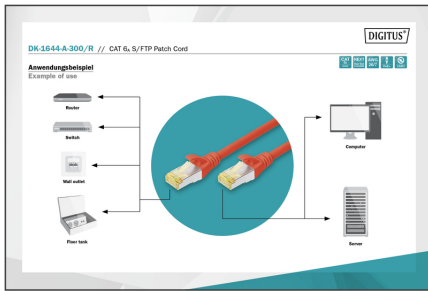 DIGITUS®
DK-1644-A-300/R // CAT 6A S/FTP Patch Cord
Anwendungsbeispiel
Example of use
Router
Switch
Wall outlet
Floor tank
Computer
Server